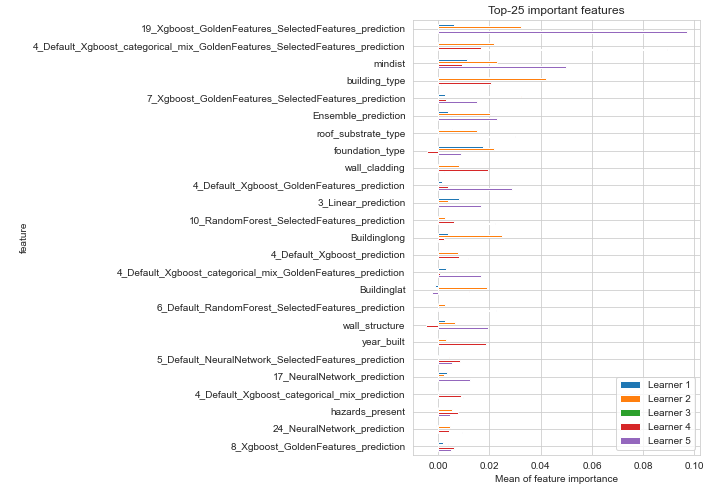 Top-25 important features
19_Xgboost_GoldenFeatures_SelectedFeatures_prediction
4_Default_Xgboost_categorical_mix_GoldenFeatures_SelectedFeatures_prediction
mindist
building_type
7_Xgboost_GoldenFeatures_SelectedFeatures_prediction
Ensemble_prediction
roof_substrate_type
foundation_type
wall_cladding
4_Default_Xgboost_GoldenFeatures_prediction
3_Linear_prediction
10_RandomForest_SelectedFeatures_prediction
Buildinglong
4_Default_Xgboost_prediction
4_Default_Xgboost_categorical_mix_GoldenFeatures_prediction
Buildinglat
6_Default_RandomForest_SelectedFeatures_prediction
wall_structure
year_built
5_Default_NeuralNetwork_SelectedFeatures_prediction
17_NeuralNetwork_prediction
4_Default_Xgboost_categorical_mix_prediction
hazards_present
24_NeuralNetwork_prediction
8_Xgboost_GoldenFeatures_prediction
feature
Learner 1
Learner 2
Learner 3
Learner 4
Learner 5
0.00 0.02 0.04 0.06 0.08 0.10
Mean of feature importance